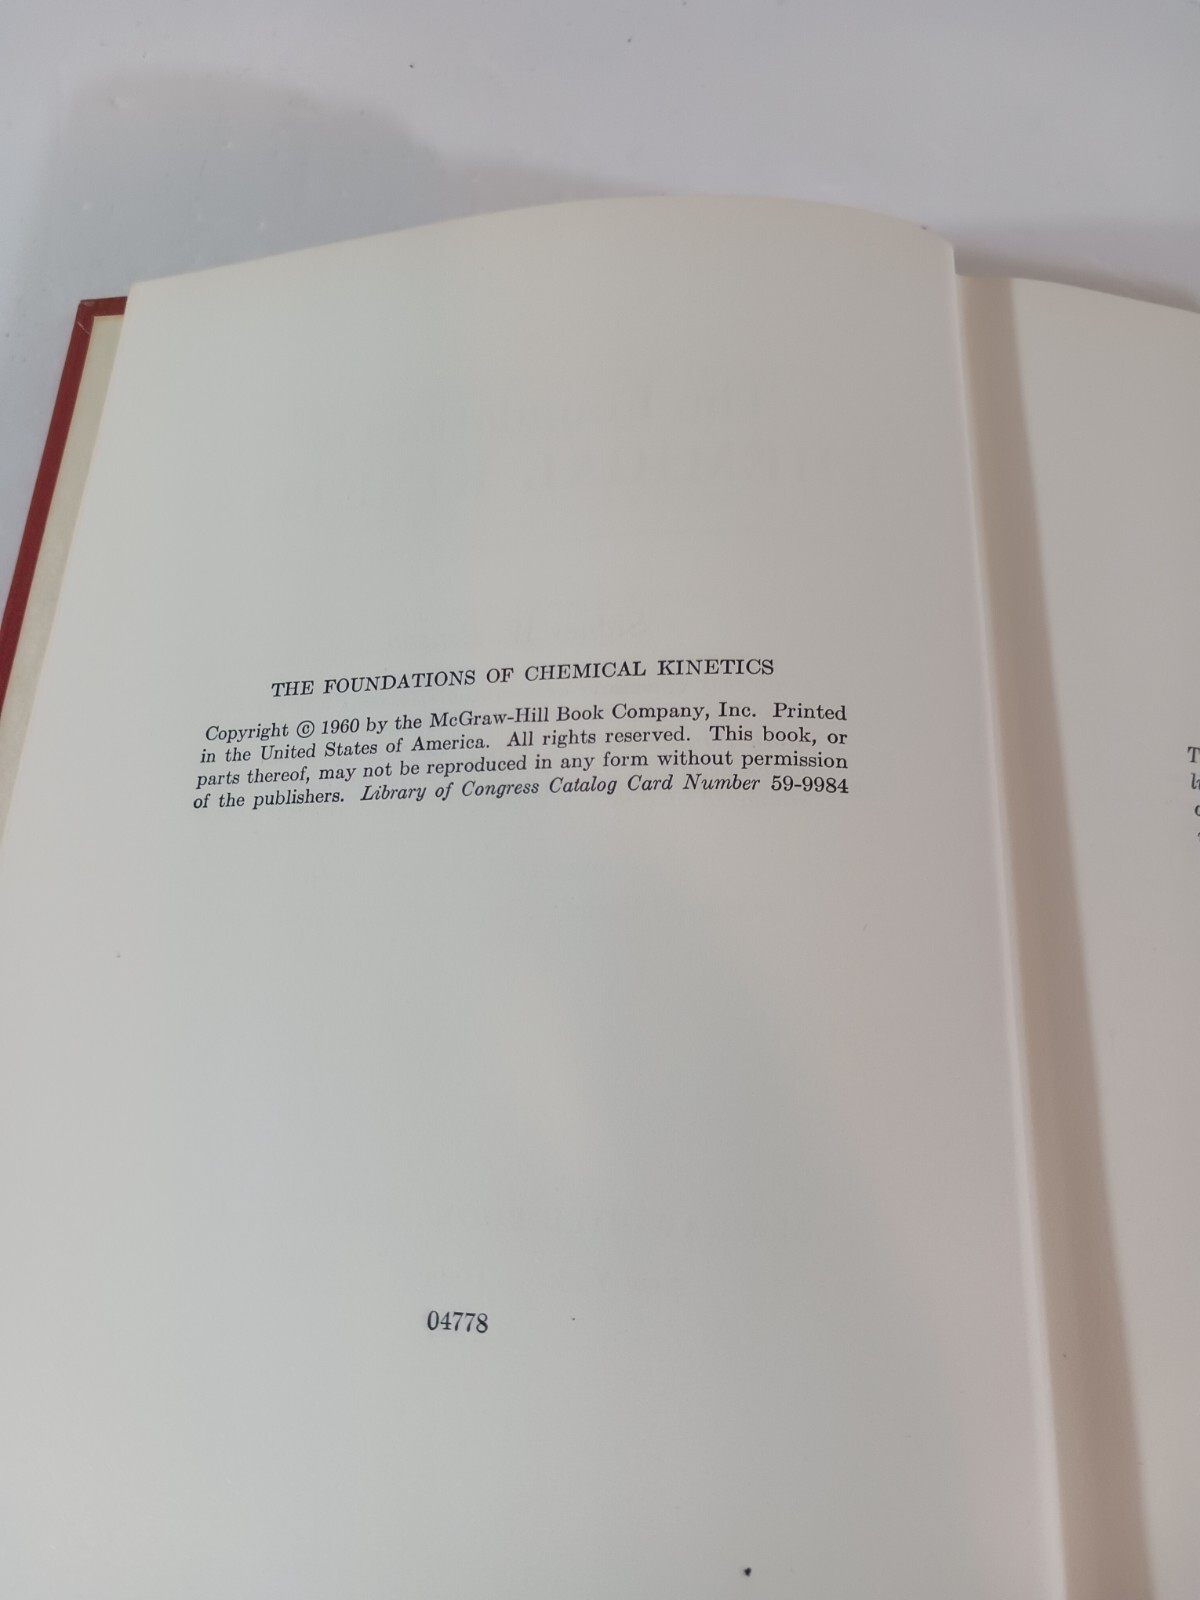 THE FOUNDATIONS OF CHEMICAL KINETICS
Copyright © 1960 by the McGraw-Hill Book Company, Inc. Printed
in the United States of America. All rights reserved. This book, or
parts thereof, may not be reproduced in any form without permission
of the publishers. Library of Congress Catalog Card Number 59-9984
04778